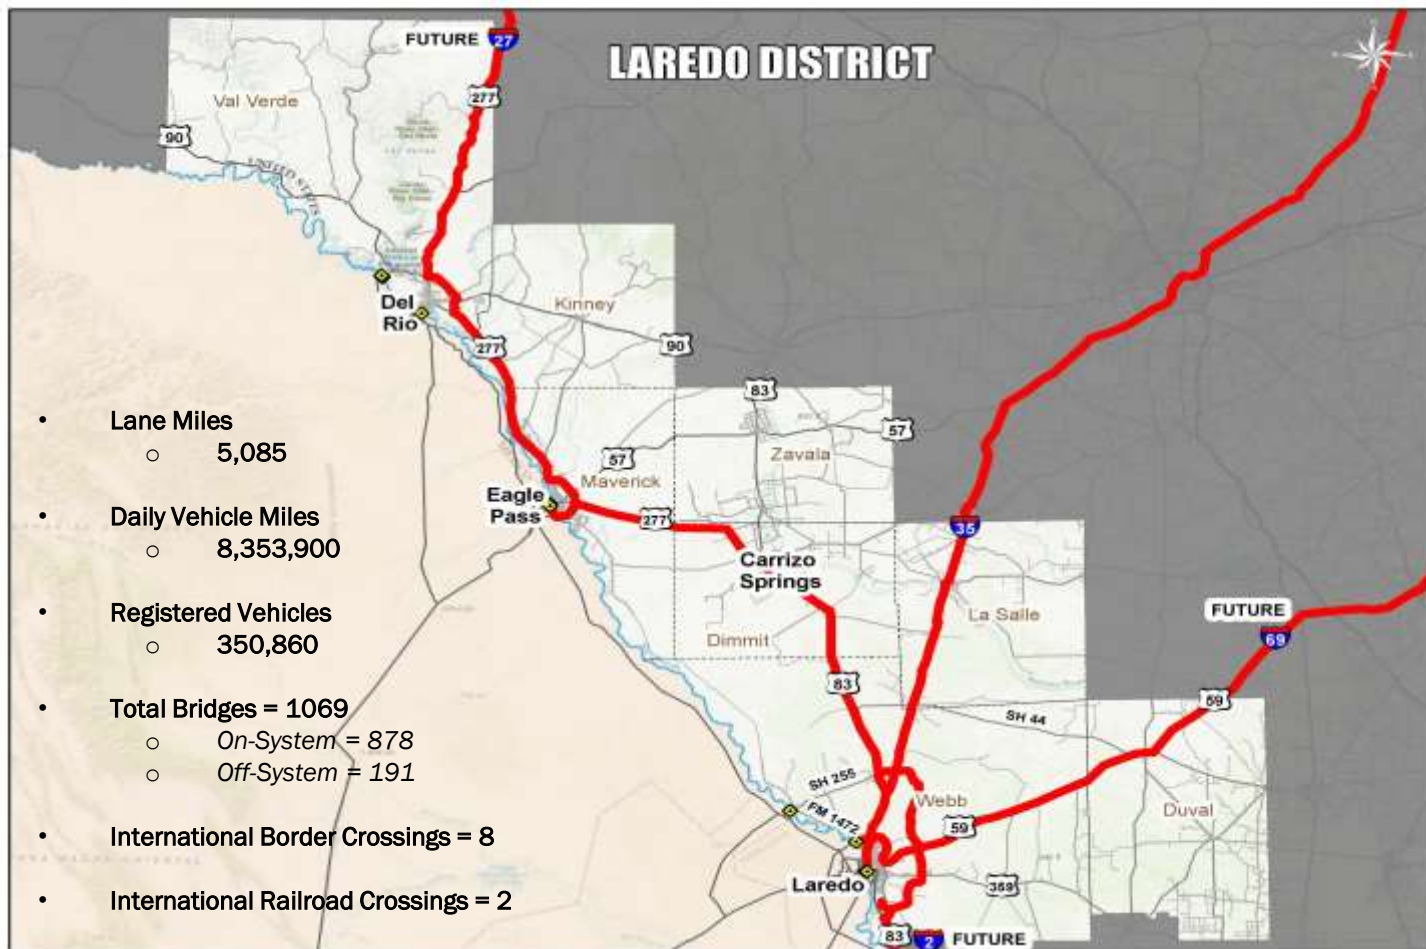 LAREDO DISTRICT
FUTURE 27
277
Val Verde
90
UNITED STATES
Del
Rio
Kinney
277
90
83
57
57
Zavala
Maverick
Eagle
Pass
277
35
Carrizo
Springs
La Salle
FUTURE
69
Dimmit
83
59
SH 44
SH 255
FM 1472
Webb
59
Duval
Laredo
359
83
2 FUTURE
• Lane Miles
o 5,085
• Daily Vehicle Miles
o 8,353,900
• Registered Vehicles
o 350,860
• Total Bridges = 1069
o On-System = 878
o Off-System = 191
• International Border Crossings = 8
• International Railroad Crossings = 2